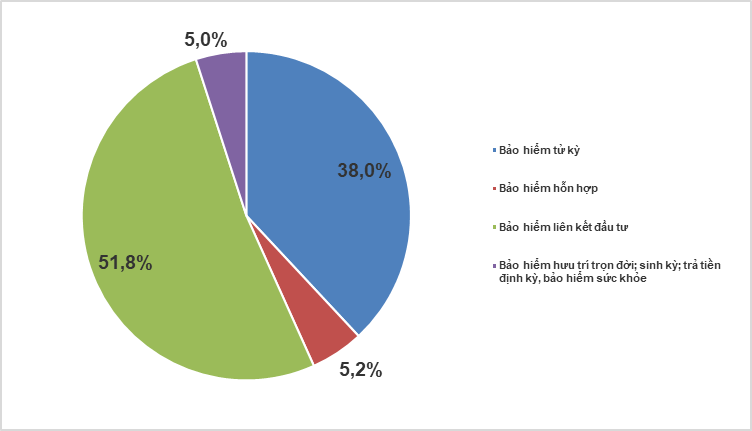 5,0%
38,0%
51,8%
5,2%
Bảo hiểm tử kỳ
Bảo hiểm hỗn hợp
Bảo hiểm liên kết đầu tư
Bảo hiểm hưu trí trọn đời; sinh kỳ; trả tiền
định kỳ, bảo hiểm sức khỏe